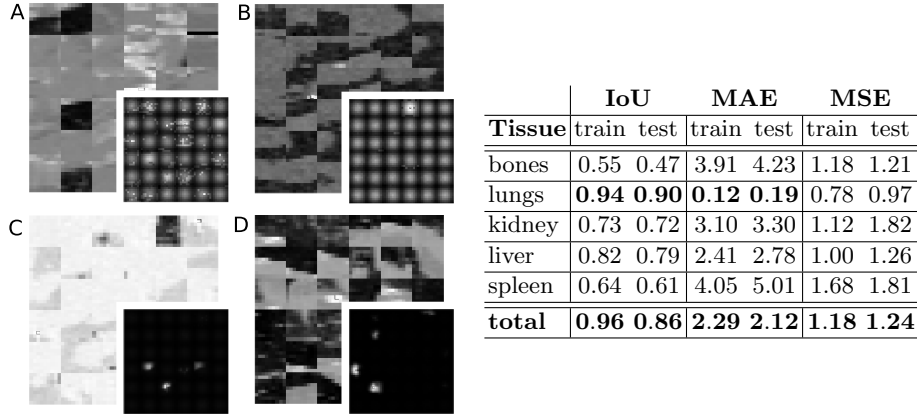 A
B
C
D
IoU MAE MSE
Tissue train test train test train test
bones 0.55 0.47 3.91 4.23 1.18 1.21
lungs 0.94 0.90 0.12 0.19 0.78 0.97
kidney 0.73 0.72 3.10 3.30 1.12 1.82
liver 0.82 0.79 2.41 2.78 1.00 1.26
spleen 0.64 0.61 4.05 5.01 1.68 1.81
total 0.96 0.86 2.29 2.12 1.18 1.24